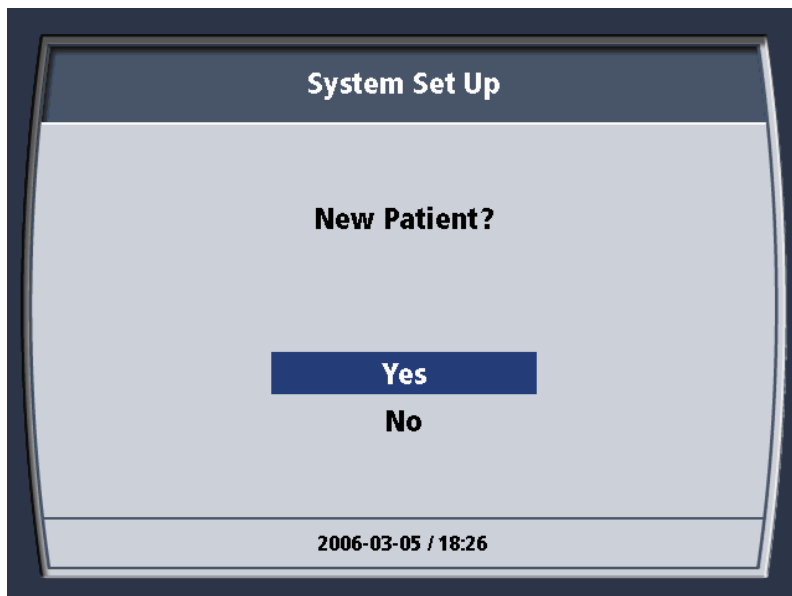 System Set Up
New Patient?
Yes
No
2006-03-05 / 18:26